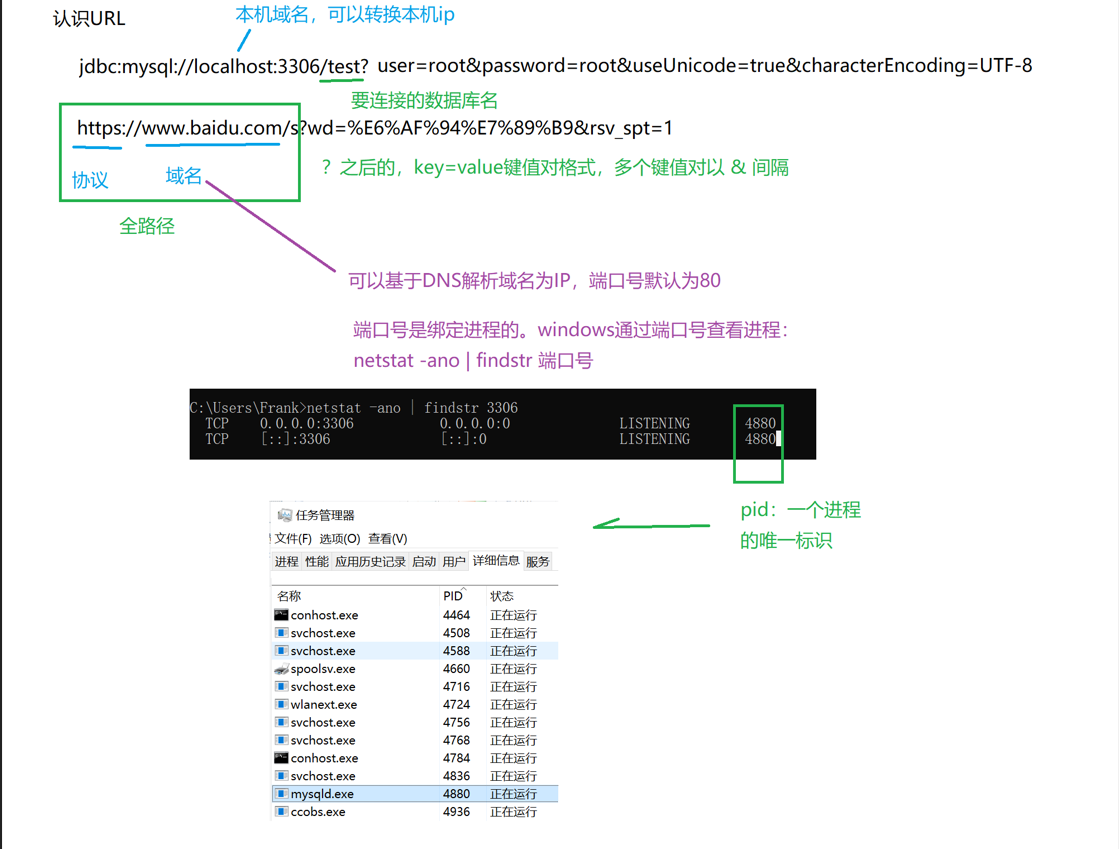 认识URL
本机域名，可以转换本机ip
jdbc:mysql://localhost:3306/test? user=root&password=root&useUnicode=true&characterEncoding=UTF-8
要连接的数据库名
https://www.baidu.com/s?wd=%E6%AF%94%E7%89%B9&rsv_spt=1
？之后的，key=value键值对格式，多个键值对以 & 间隔
协议 域名
全路径
可以基于DNS解析域名为IP，端口号默认为80
端口号是绑定进程的。windows通过端口号查看进程：
netstat -ano | findstr 端口号
C:\Users\Frank>netstat -ano | findstr 3306
TCP 0.0.0.0:3306 0.0.0.0:0 LISTENING 4880
TCP [::]:3306 [::]:0 LISTENING 4880
pid：一个进程
的唯一标识
任务管理器
文件(F) 选项(O) 查看(V)
进程 性能 应用历史记录 启动 用户 详细信息 服务
名称 PID 状态
conhost.exe 4464 正在运行
svchost.exe 4508 正在运行
svchost.exe 4588 正在运行
spoolsv.exe 4660 正在运行
svchost.exe 4716 正在运行
wlanext.exe 4724 正在运行
svchost.exe 4756 正在运行
svchost.exe 4768 正在运行
conhost.exe 4784 正在运行
svchost.exe 4836 正在运行
mysqld.exe 4880 正在运行
ccobs.exe 4936 正在运行